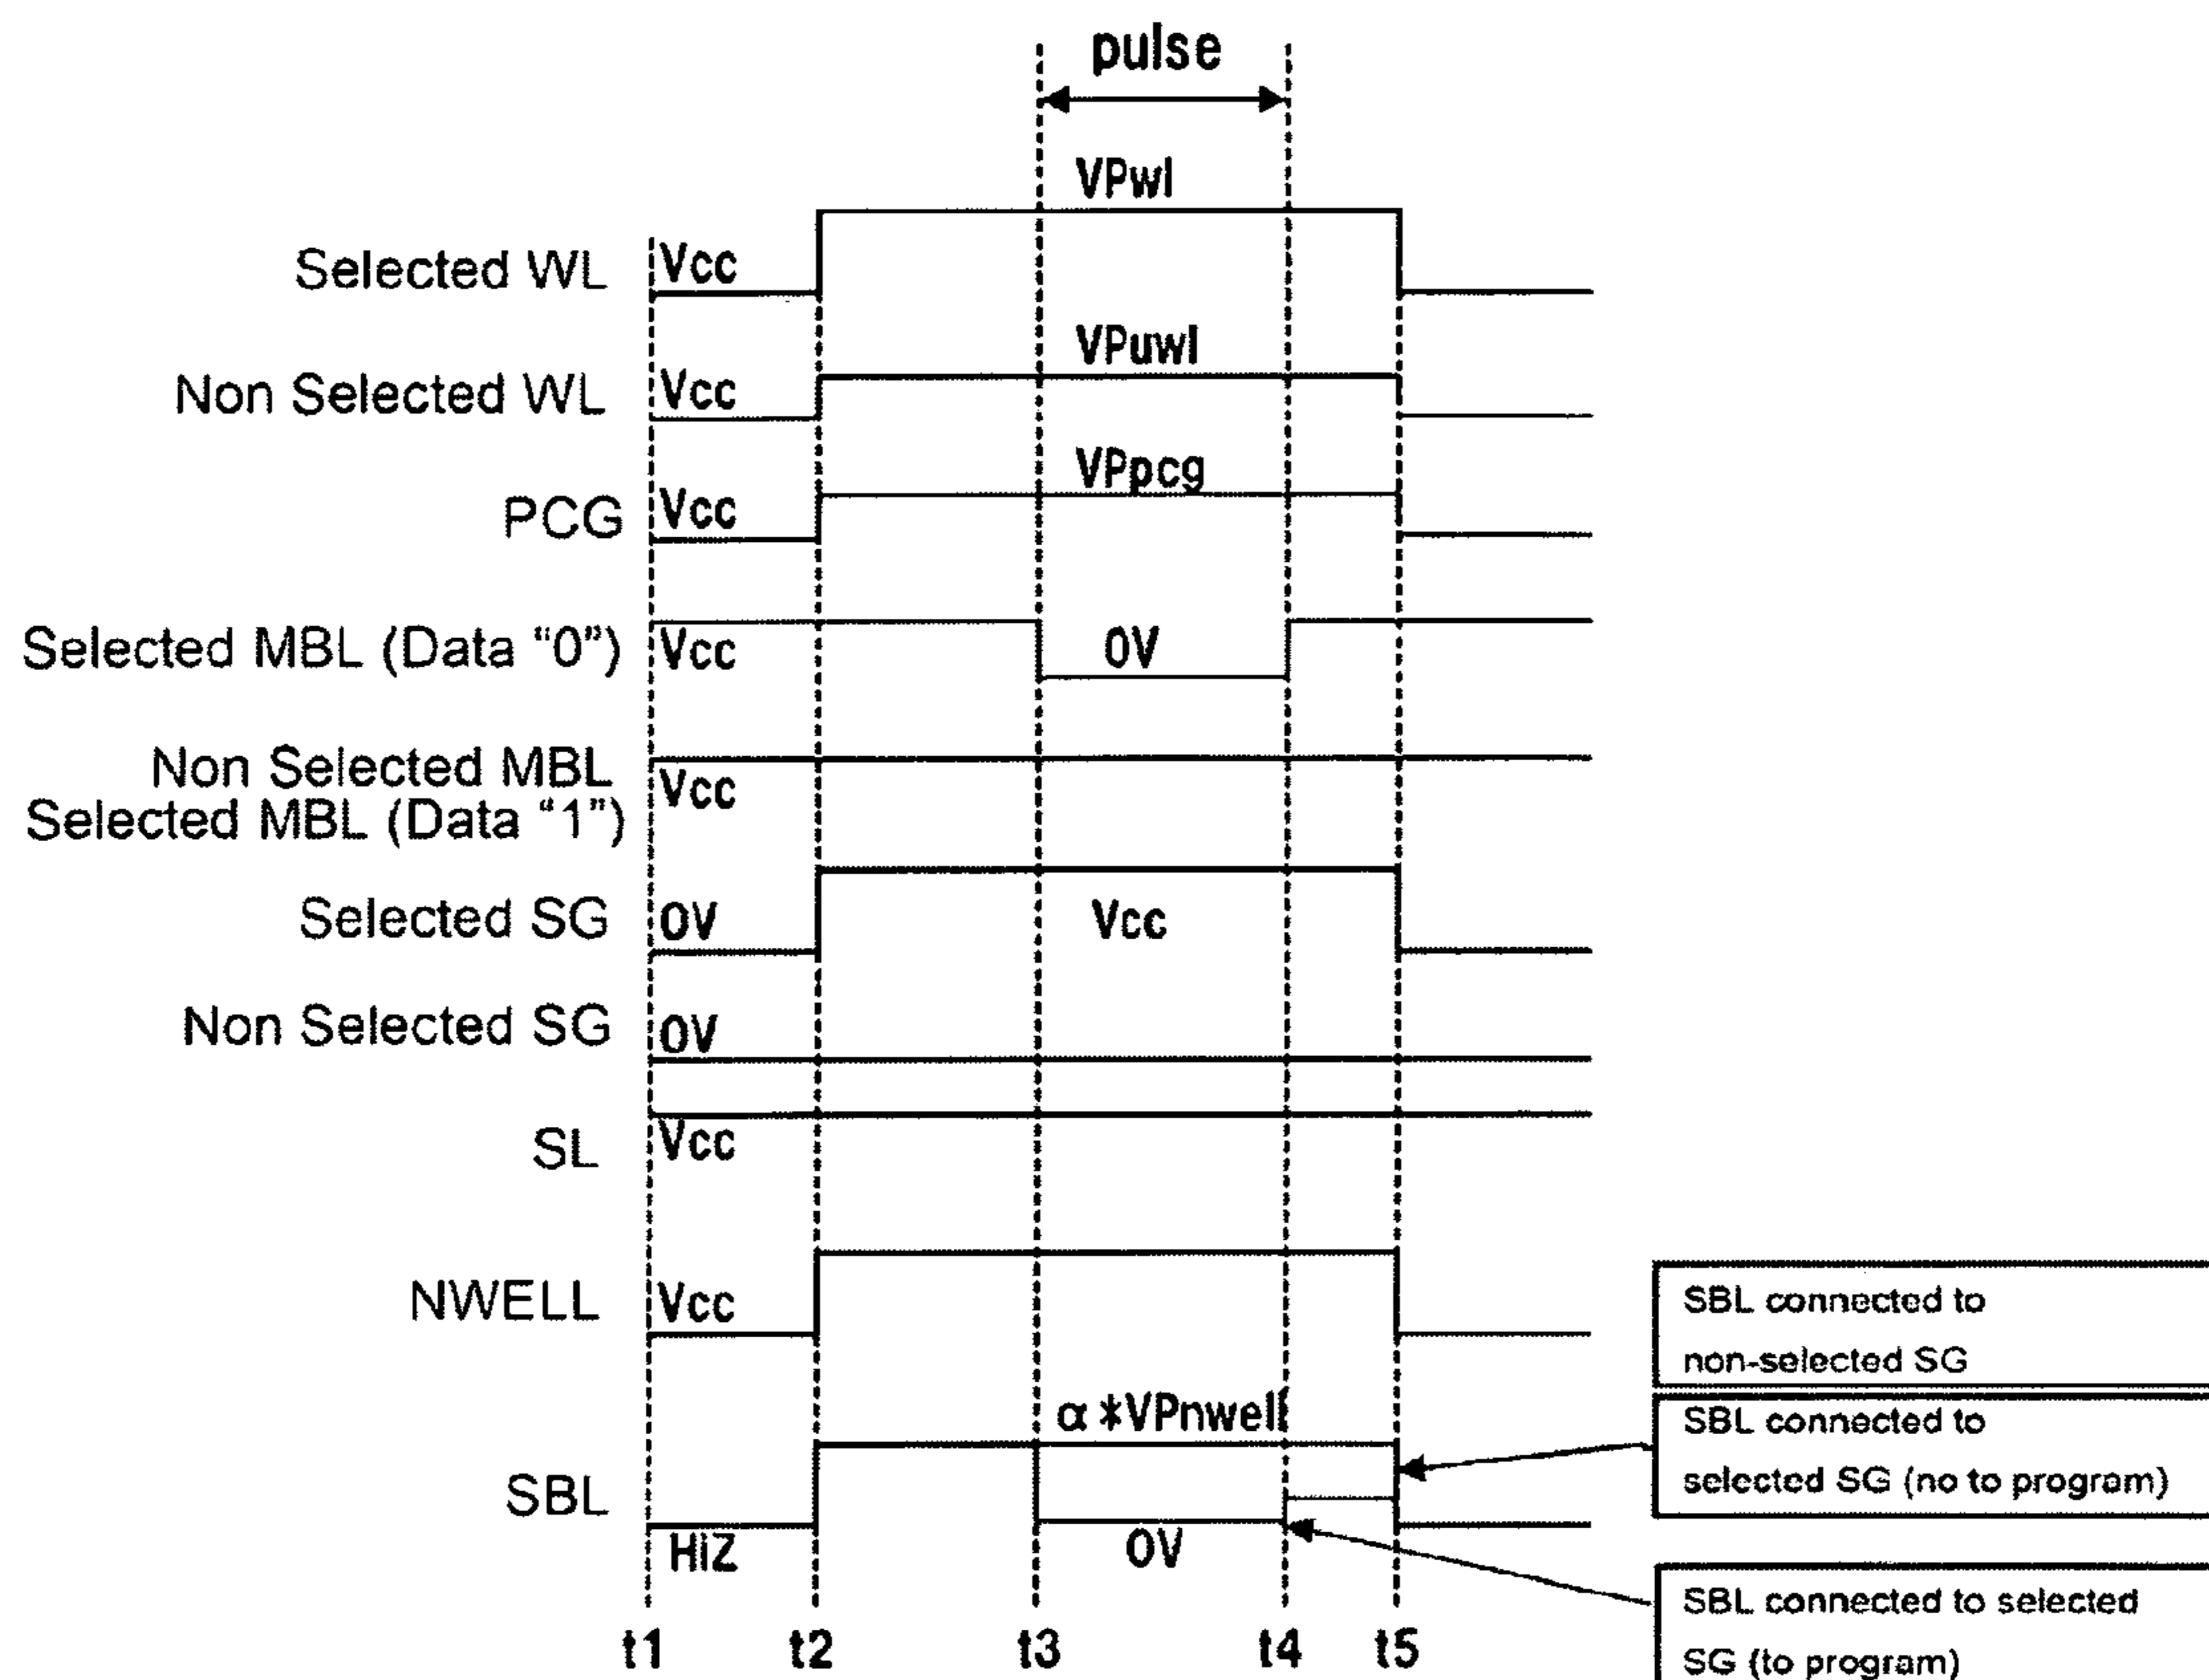 pulse
VPwl
Selected WL Vcc
VPuwl
Non Selected WL Vcc
VPpcg
PCG Vcc
Selected MBL (Data “0”) Vcc 0V
Non Selected MBL
Selected MBL (Data “1”) Vcc
Selected SG 0V Vcc
Non Selected SG 0V
SL Vcc
NWELL Vcc
SBL connected to
non-selected SG
α*VPnwell
SBL connected to
selected SG (no to program)
SBL HiZ 0V
SBL connected to selected
SG (to program)
t1 t2 t3 t4 t5